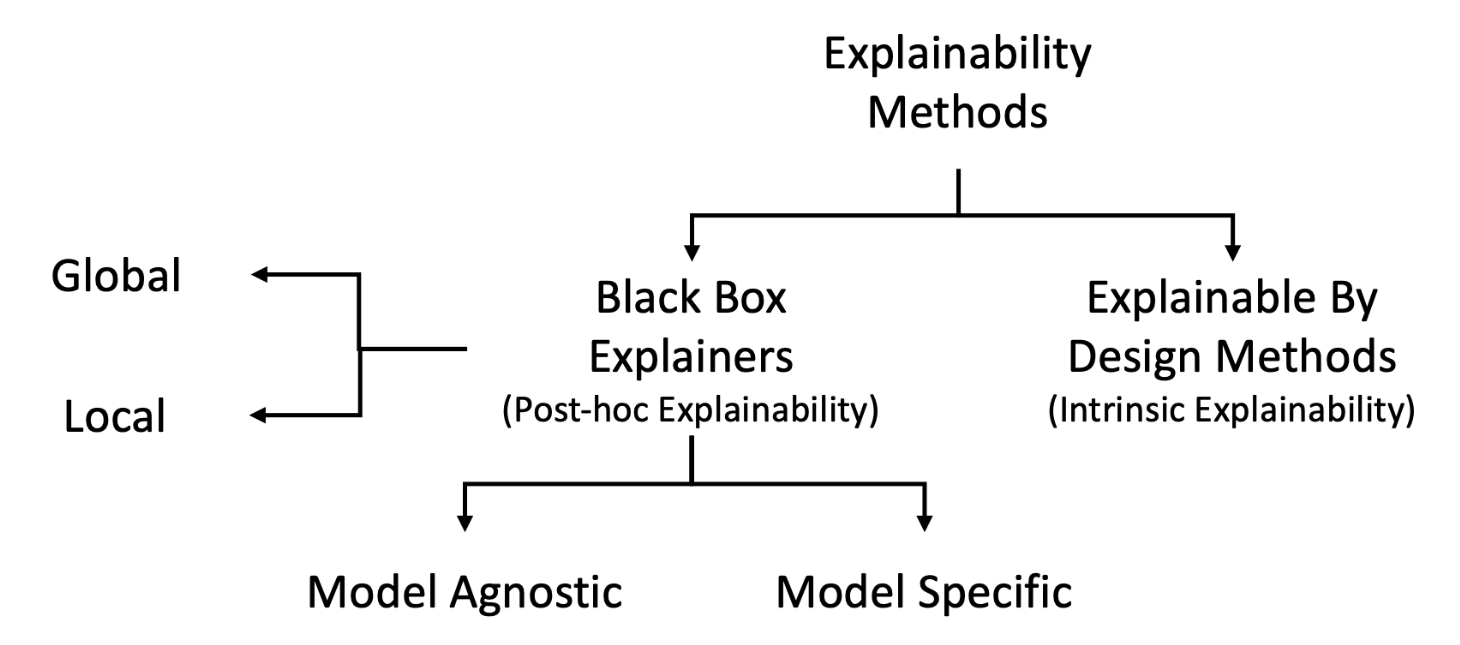 Explainability
Methods
Global
Local
Black Box
Explainers
(Post-hoc Explainability)
Explainable By
Design Methods
(Intrinsic Explainability)
Model Agnostic
Model Specific